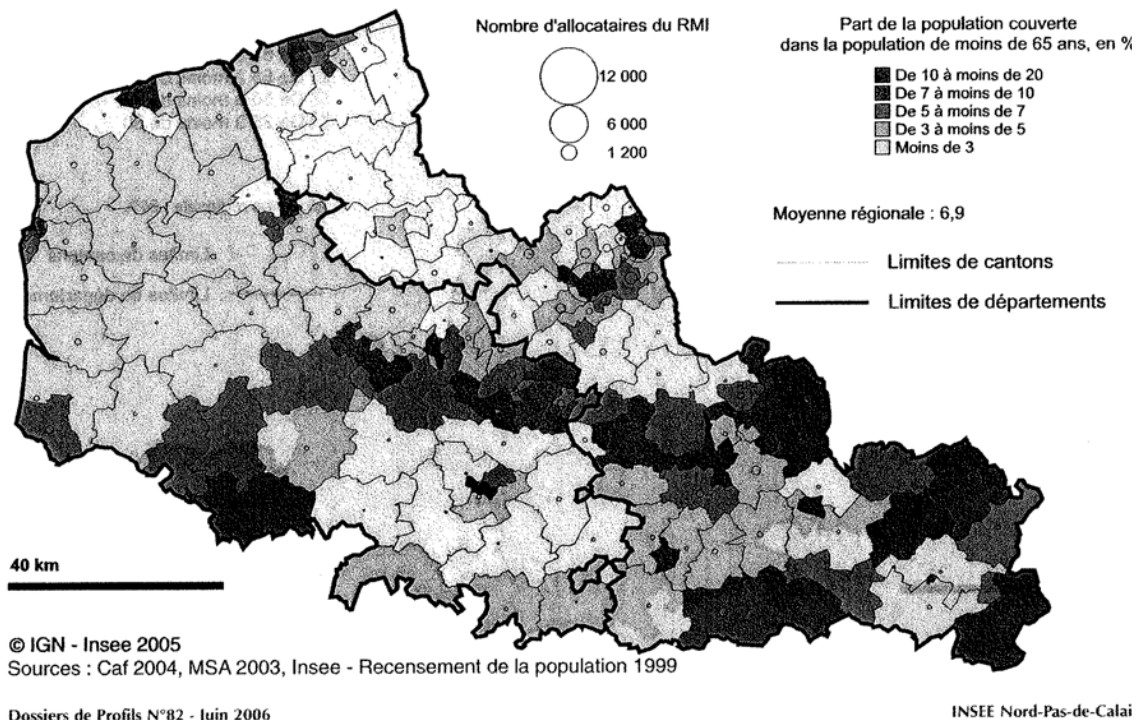 Nombre d'allocataires du RMI
12 000
6 000
1 200
Part de la population couverte
dans la population de moins de 65 ans, en %
De 10 à moins de 20
De 7 à moins de 10
De 5 à moins de 7
De 3 à moins de 5
Moins de 3
Moyenne régionale : 6,9
Limites de cantons
Limites de départements
40 km
© IGN - Insee 2005
Sources : Caf 2004, MSA 2003, Insee - Recensement de la population 1999
Dossiers de Profils N°82 - Juin 2006
INSEE Nord-Pas-de-Calai